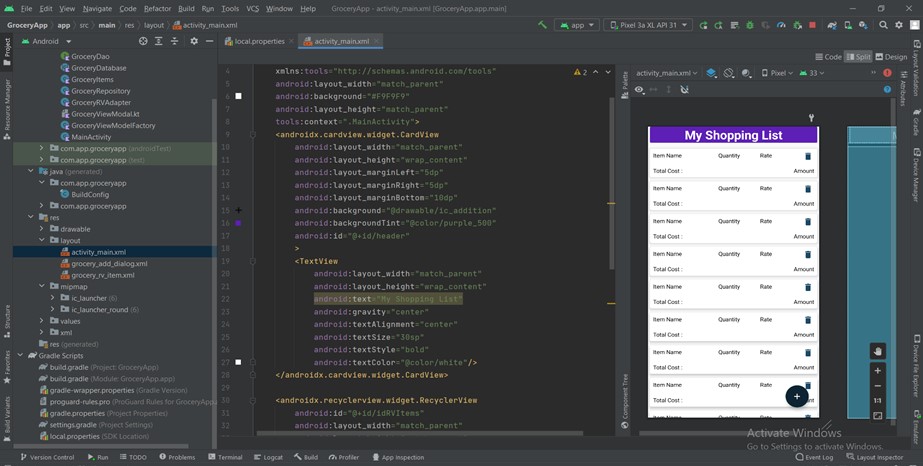 File Edit View Navigate Code Refactor Build Run Tools VCS Window Help GroceryApp - activity_main.xml [GroceryApp.app.main]
GroceryApp app src main res layout activity_main.xml app Pixel 3a XL API 31
Android local.properties activity_main.xml
Code Split Design
Project
Resource Manager
Structure
Favorites
Build Variants
GroceryDao
GroceryDatabase
GroceryItems
GroceryRepository
GroceryRVAdapter
GroceryViewModal.kt
GroceryViewModelFactory
MainActivity
com.app.groceryapp (androidTest)
com.app.groceryapp (test)
java (generated)
com.app.groceryapp
BuildConfig
com.app.groceryapp
res
drawable
layout
activity_main.xml
grocery_add_dialog.xml
grocery_rv_item.xml
mipmap
ic_launcher (6)
ic_launcher_round (6)
values
xml
res (generated)
Gradle Scripts
build.gradle (Project: GroceryApp)
build.gradle (Module: GroceryApp.app)
gradle-wrapper.properties (Gradle Version)
proguard-rules.pro (ProGuard Rules for GroceryApp
gradle.properties (Project Properties)
settings.gradle (Project Settings)
local.properties (SDK Location)
2
4 xmlns:tools="http://schemas.android.com/tools"
5 android:layout_width="match_parent"
6 android:background="#F9F9F9"
7 android:layout_height="match_parent"
8 tools:context=".MainActivity">
9 <androidx.cardview.widget.CardView
10 android:layout_width="match_parent"
11 android:layout_height="wrap_content"
12 android:layout_marginLeft="5dp"
13 android:layout_marginRight="5dp"
14 android:layout_marginBottom="10dp"
15 android:background="@drawable/ic_addition"
16 android:backgroundTint="@color/purple_500"
17 android:id="@+id/header"
18 >
19 <TextView
20 android:layout_width="match_parent"
21 android:layout_height="wrap_content"
22 android:text="My Shopping List"
23 android:gravity="center"
24 android:textAlignment="center"
25 android:textSize="30sp"
26 android:textStyle="bold"
27 android:textColor="@color/white"/>
28 </androidx.cardview.widget.CardView>
29
30 <androidx.recyclerview.widget.RecyclerView
31 android:id="@+id/idRVItems"
32 android:layout_width="match_parent"
Palette
Component Tree
activity_main.xml Pixel 33
My Shopping List
Item Name Quantity Rate
Total Cost : Amount
Item Name Quantity Rate
Total Cost : Amount
Item Name Quantity Rate
Total Cost : Amount
Item Name Quantity Rate
Total Cost : Amount
Item Name Quantity Rate
Total Cost : Amount
Item Name Quantity Rate
Total Cost : Amount
Item Name Quantity Rate
Total Cost : Amount
Item Name Quantity Rate
Total Cost : Amount
Item Name
1:1
Attributes
Layout Validation
Gradle
Device Manager
Device File Explorer
Emulator
Activate Windows
Go to Settings to activate Windows.
Version Control Run TODO Problems Terminal Logcat Build Profiler App Inspection Event Log Layout Inspector